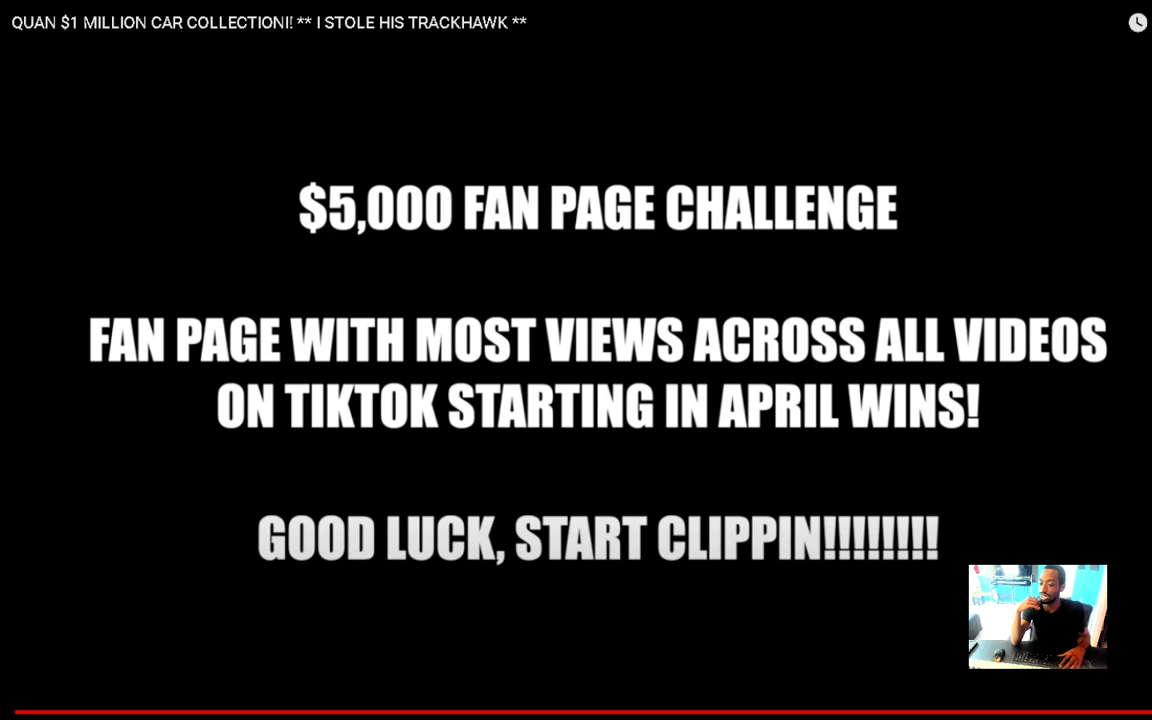 QUAN $1 MILLION CAR COLLECTION!! ** I STOLE HIS TRACKHAWK **
$5,000 FAN PAGE CHALLENGE
FAN PAGE WITH MOST VIEWS ACROSS ALL VIDEOS
ON TIKTOK STARTING IN APRIL WINS!
GOOD LUCK, START CLIPPIN!!!!!!!!!